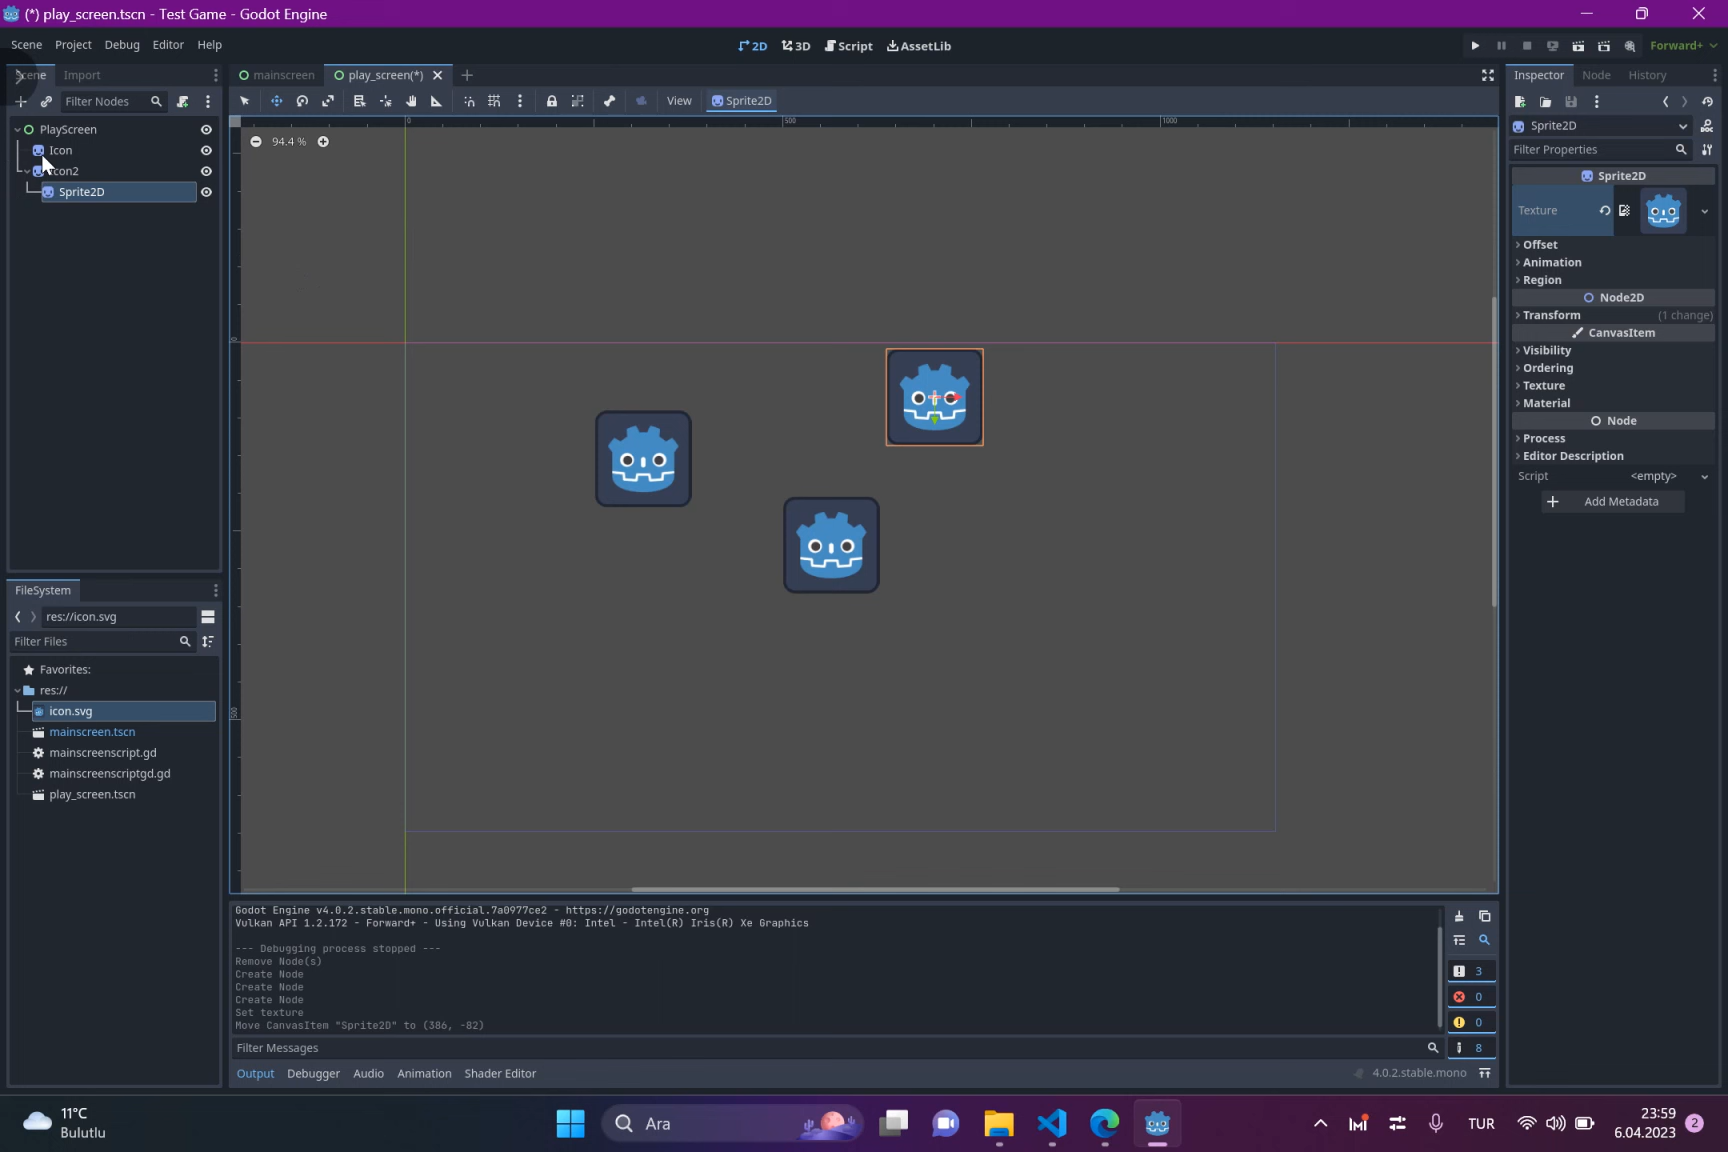 (*) play_screen.tscn - Test Game - Godot Engine
Scene Project Debug Editor Help
2D 3D Script AssetLib
Forward+
Scene Import
mainscreen play_screen(*)
Inspector Node History
Filter Nodes
View Sprite2D
PlayScreen
Icon
Icon2
Sprite2D
94.4 %
0 500 1000
0
500
Sprite2D
Filter Properties
Sprite2D
Texture
Offset
Animation
Region
Node2D
Transform (1 change)
CanvasItem
Visibility
Ordering
Texture
Material
Node
Process
Editor Description
Script <empty>
Add Metadata
FileSystem
res://icon.svg
Filter Files
Favorites:
res://
icon.svg
mainscreen.tscn
mainscreenscript.gd
mainscreenscriptgd.gd
play_screen.tscn
Godot Engine v4.0.2.stable.mono.official.7a0977ce2 - https://godotengine.org
Vulkan API 1.2.172 - Forward+ - Using Vulkan Device #0: Intel - Intel(R) Iris(R) Xe Graphics
--- Debugging process stopped ---
Remove Node(s)
Create Node
Create Node
Create Node
Set texture
Move CanvasItem "Sprite2D" to (386, -82)
3
0
0
8
Filter Messages
Output Debugger Audio Animation Shader Editor
4.0.2.stable.mono
11°C
Bulutlu
Ara
TUR
23:59
6.04.2023
2